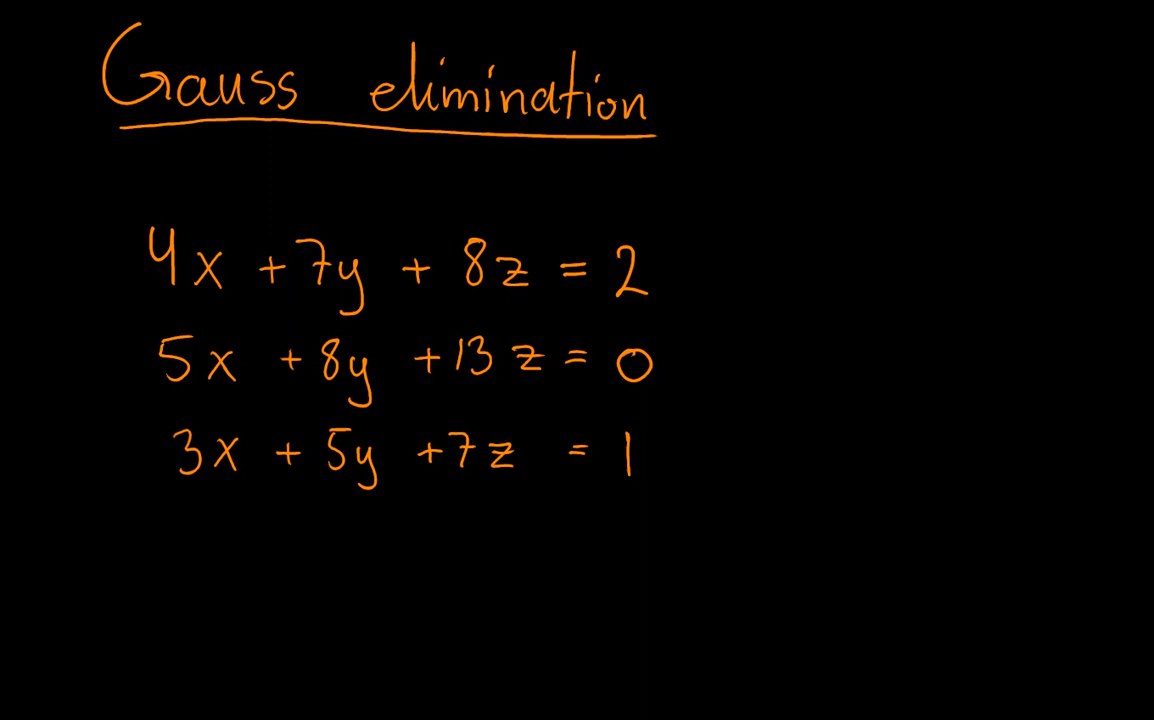 Gauss elimination
4x + 7y + 8z = 2
5x + 8y + 13z = 0
3x + 5y + 7z = 1